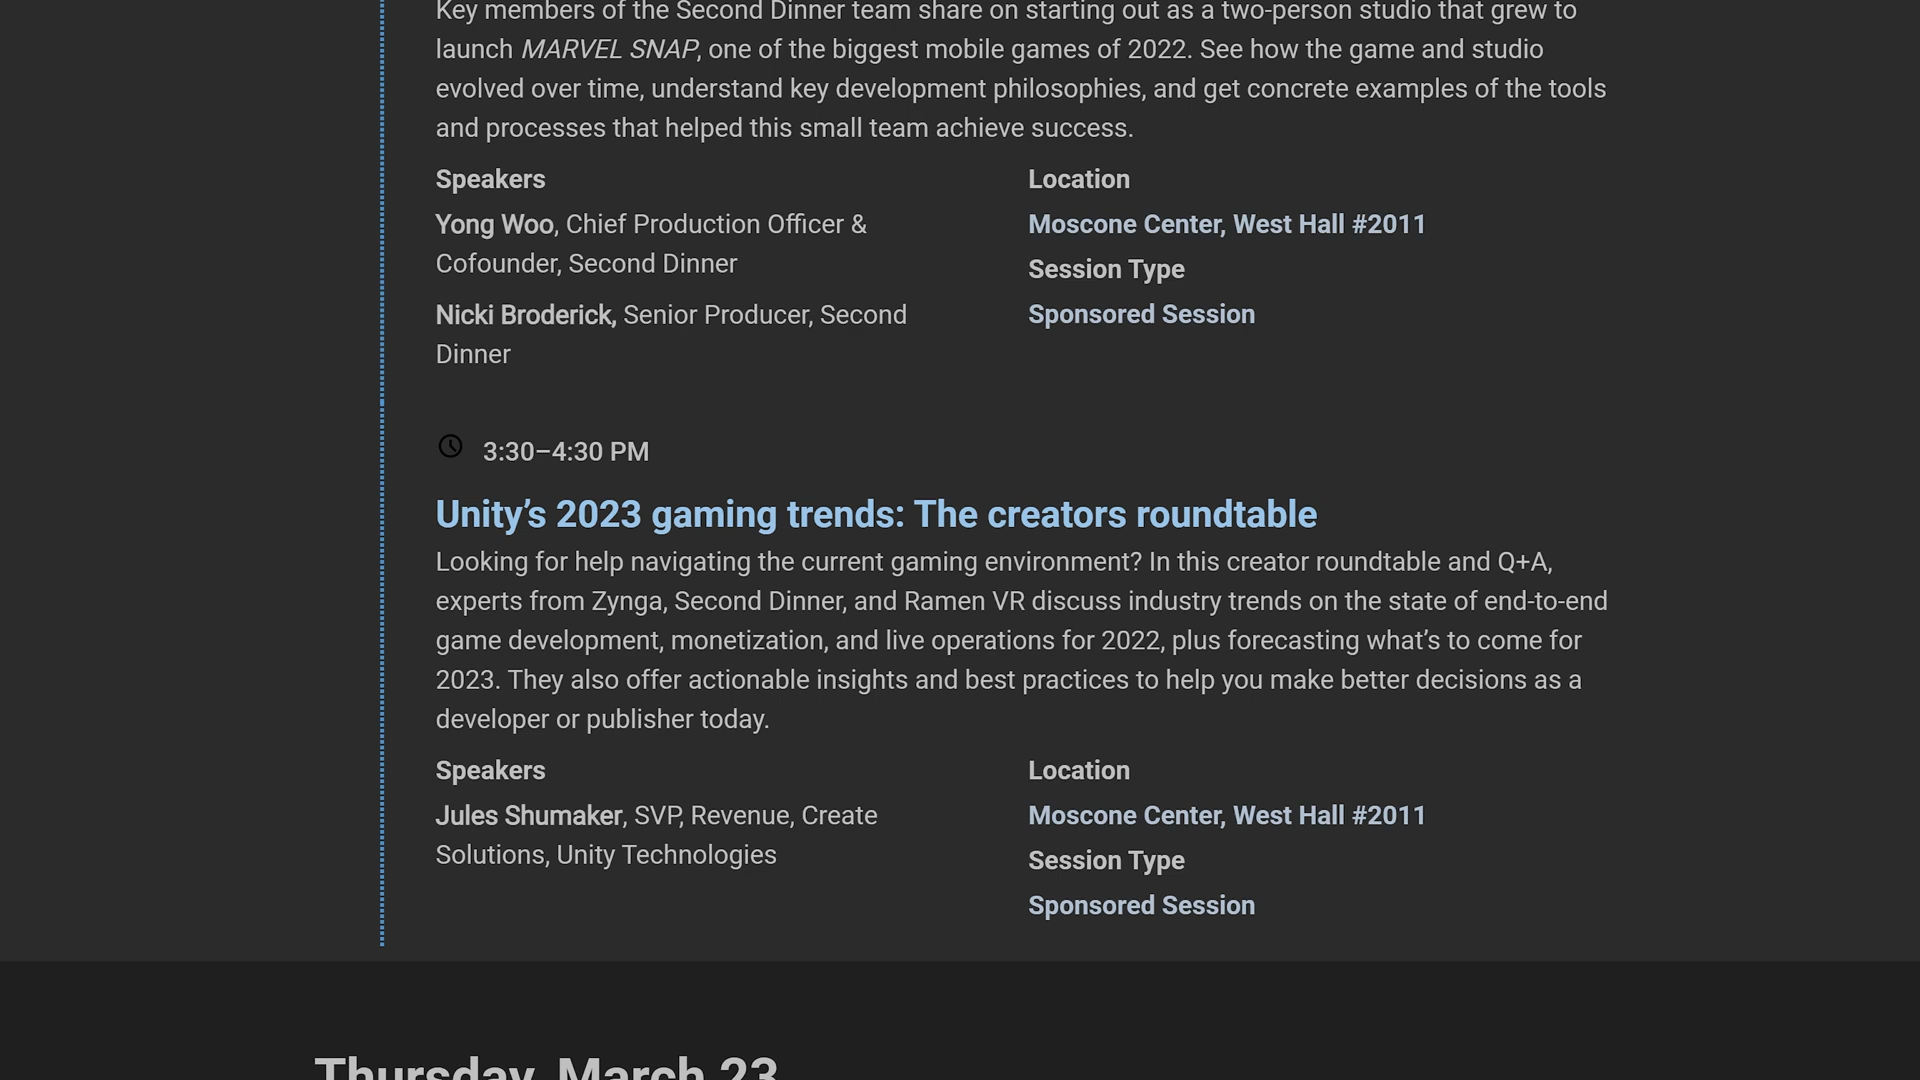 Key members of the Second Dinner team share on starting out as a two-person studio that grew to
launch MARVEL SNAP, one of the biggest mobile games of 2022. See how the game and studio
evolved over time, understand key development philosophies, and get concrete examples of the tools
and processes that helped this small team achieve success.
Speakers
Yong Woo, Chief Production Officer &
Cofounder, Second Dinner
Nicki Broderick, Senior Producer, Second
Dinner
Location
Moscone Center, West Hall #2011
Session Type
Sponsored Session
3:30–4:30 PM
Unity’s 2023 gaming trends: The creators roundtable
Looking for help navigating the current gaming environment? In this creator roundtable and Q+A,
experts from Zynga, Second Dinner, and Ramen VR discuss industry trends on the state of end-to-end
game development, monetization, and live operations for 2022, plus forecasting what’s to come for
2023. They also offer actionable insights and best practices to help you make better decisions as a
developer or publisher today.
Speakers
Jules Shumaker, SVP, Revenue, Create
Solutions, Unity Technologies
Location
Moscone Center, West Hall #2011
Session Type
Sponsored Session
Thursday, March 23